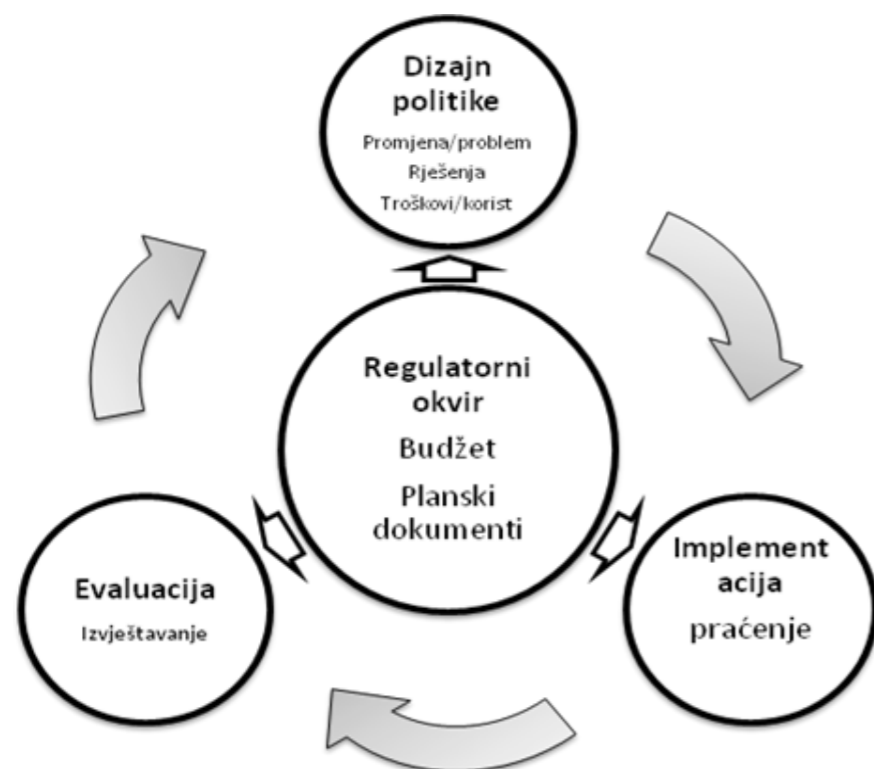 Dizajn
politike
Promjena/problem
Rješenja
Troškovi/korist
Regulatorni
okvir
Budžet
Planski
dokumenti
Evaluacija
Izvještavanje
Implement
acija
praćenje